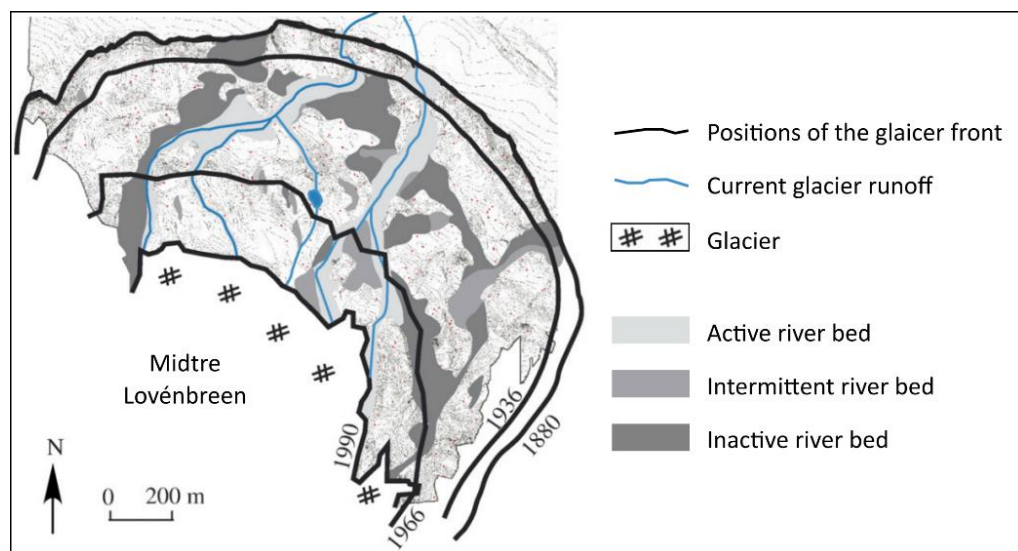 Positions of the glaicer front
Current glacier runoff
Glacier
Active river bed
Intermittent river bed
Inactive river bed
Midtre
Lovénbreen
N
0 200 m
1990
1966
1936
1880